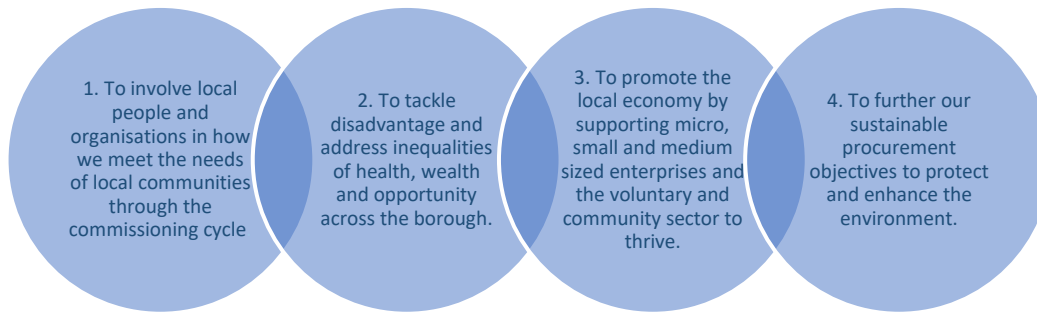 1. To involve local
people and
organisations in how
we meet the needs
of local communities
through the
commissioning cycle
2. To tackle
disadvantage and
address inequalities
of health, wealth
and opportunity
across the borough.
3. To promote the
local economy by
supporting micro,
small and medium
sized enterprises and
the voluntary and
community sector to
thrive.
4. To further our
sustainable
procurement
objectives to protect
and enhance the
environment.